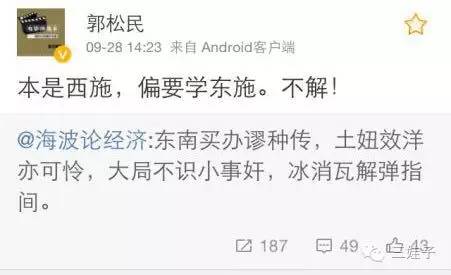 郭松民
09-28 14:23 来自 Android客户端
本是西施，偏要学东施。不解！
@海波论经济:东南买办谬种传，土妞效洋
亦可怜，大局不识小事奸，冰消瓦解弹指
间。
187 49 43
二娃子